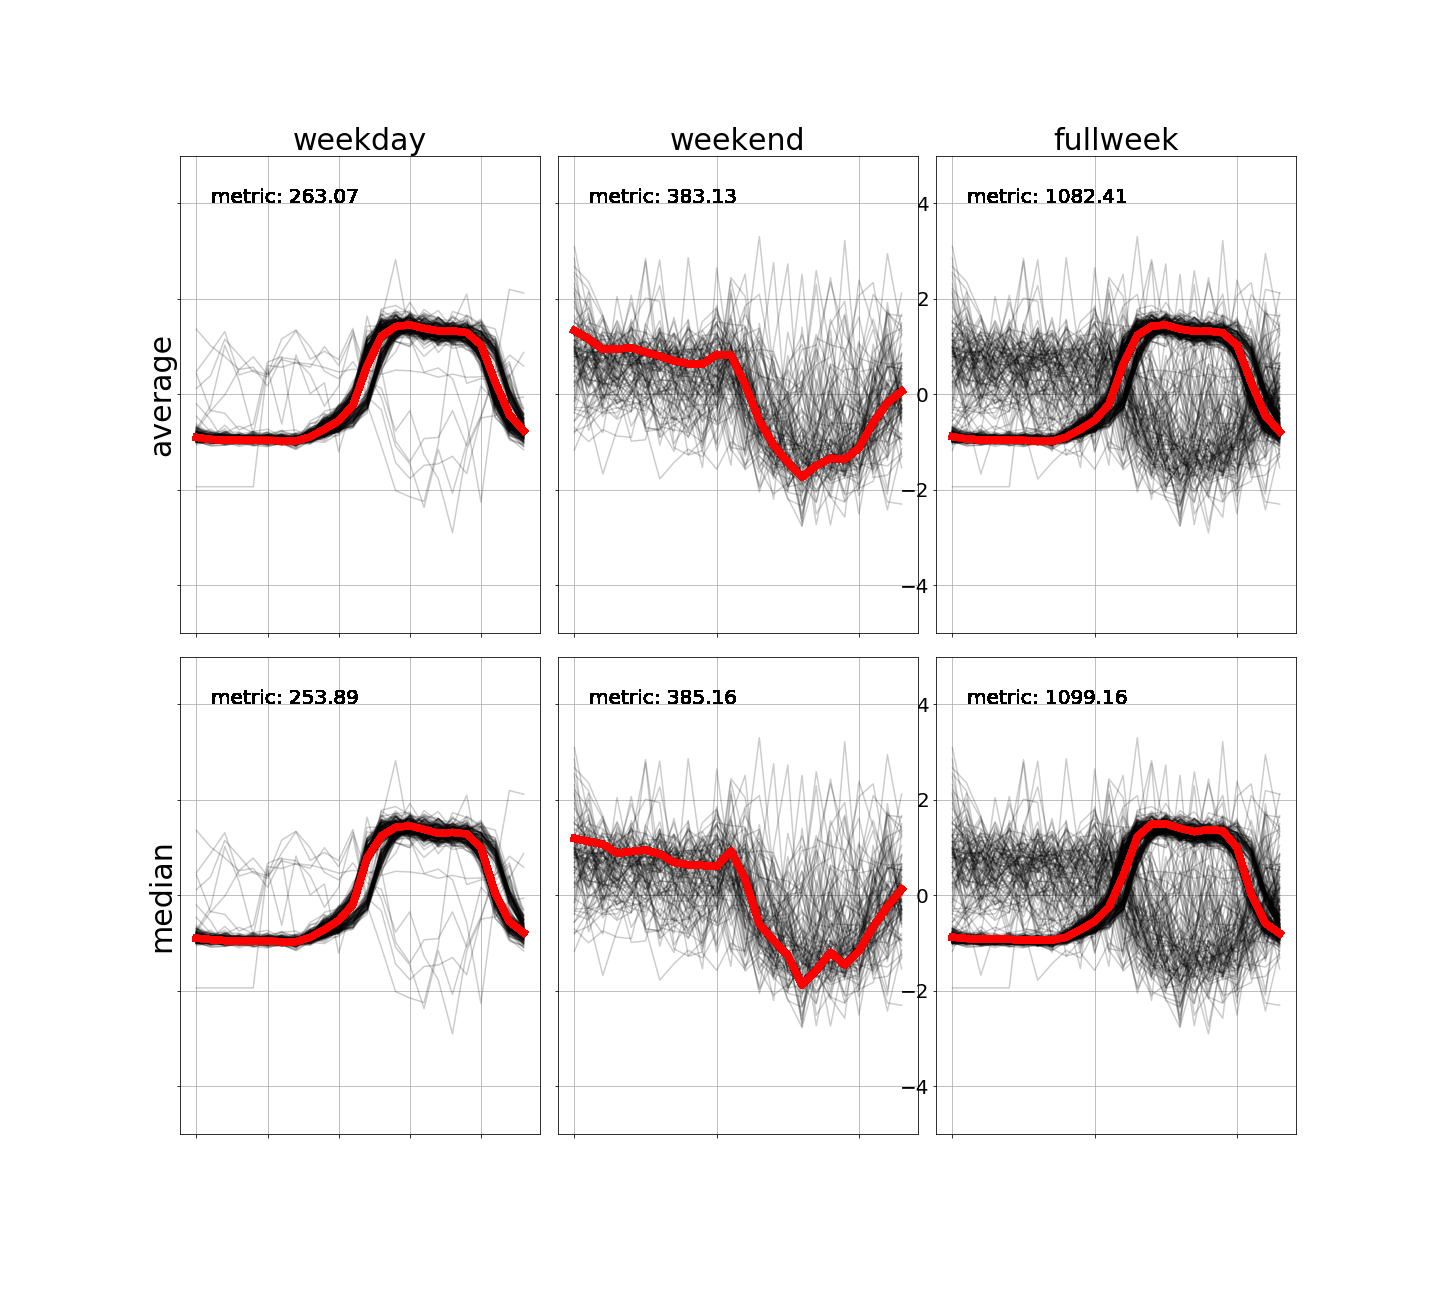 weekday weekend fullweek
metric: 263.07 metric: 383.13 metric: 1082.41
4
2
average
0
−2
−4
metric: 253.89 metric: 385.16 metric: 1099.16
4
2
median
0
−2
−4